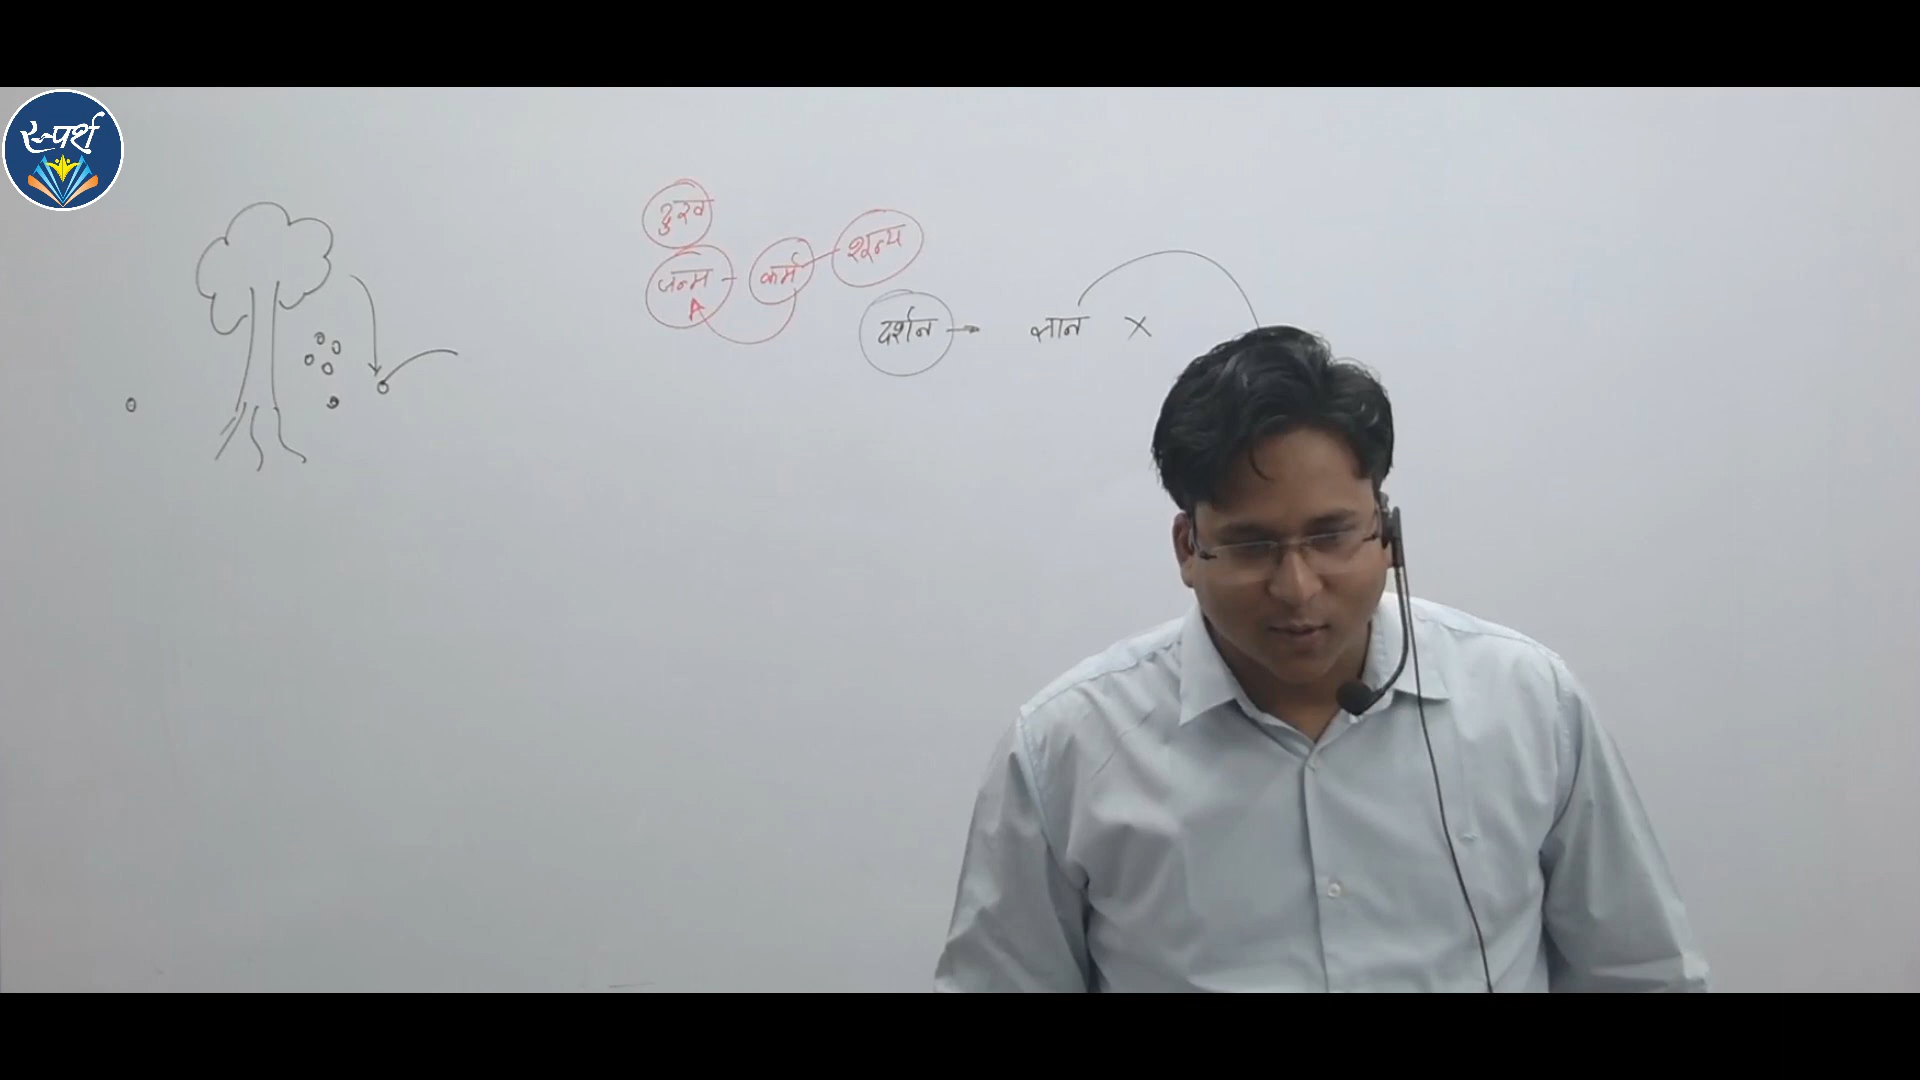 स्पर्श
दुख
जन्म - कर्म - शून्य
A
दर्शन → ज्ञान ×